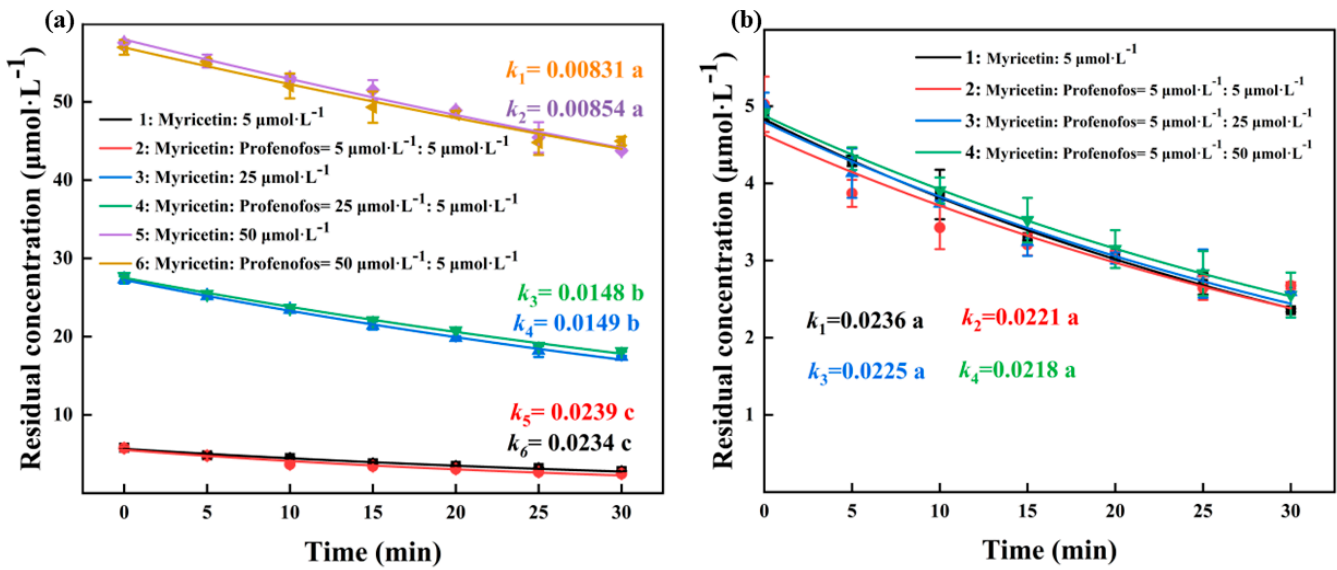 (a)
Residual concentration (μmol·L⁻¹)
50
40
30
20
10
k₁= 0.00831 a
k₂= 0.00854 a
1: Myricetin: 5 μmol·L⁻¹
2: Myricetin: Profenofos= 5 μmol·L⁻¹: 5 μmol·L⁻¹
3: Myricetin: 25 μmol·L⁻¹
4: Myricetin: Profenofos= 25 μmol·L⁻¹: 5 μmol·L⁻¹
5: Myricetin: 50 μmol·L⁻¹
6: Myricetin: Profenofos= 50 μmol·L⁻¹: 5 μmol·L⁻¹
k₃= 0.0148 b
k₄= 0.0149 b
k₅= 0.0239 c
k₆= 0.0234 c
0 5 10 15 20 25 30
Time (min)
(b)
Residual concentration (μmol·L⁻¹)
5
4
3
2
1
1: Myricetin: 5 μmol·L⁻¹
2: Myricetin: Profenofos= 5 μmol·L⁻¹: 5 μmol·L⁻¹
3: Myricetin: Profenofos= 5 μmol·L⁻¹: 25 μmol·L⁻¹
4: Myricetin: Profenofos= 5 μmol·L⁻¹: 50 μmol·L⁻¹
k₁=0.0236 a k₂=0.0221 a
k₃=0.0225 a k₄=0.0218 a
0 5 10 15 20 25 30
Time (min)